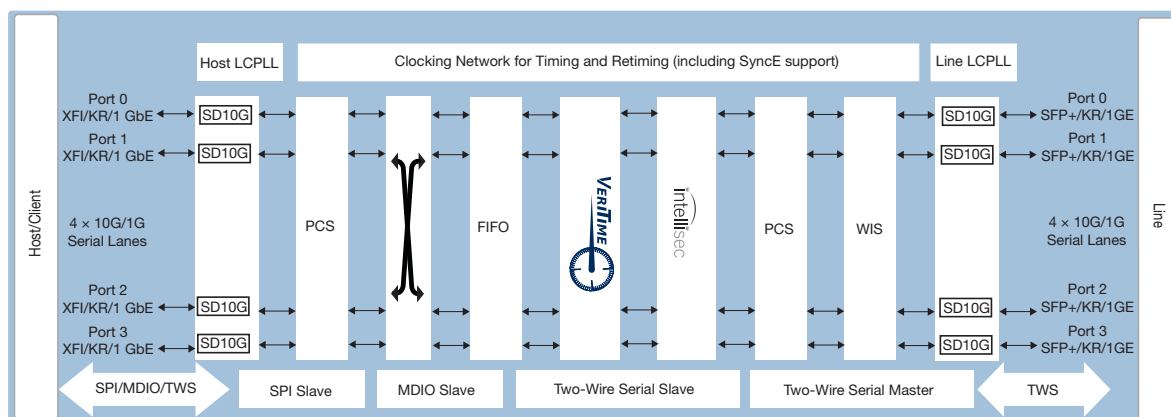 Host LCPLL
Clocking Network for Timing and Retiming (including SyncE support)
Line LCPLL
Host/Client
Port 0
XFI/KR/1 GbE
Port 1
XFI/KR/1 GbE
4 × 10G/1G
Serial Lanes
Port 2
XFI/KR/1 GbE
Port 3
XFI/KR/1 GbE
SD10G
SD10G
SD10G
SD10G
PCS
FIFO
VERITIME
intellisec
PCS
WIS
SD10G
SD10G
SD10G
SD10G
Port 0
SFP+/KR/1GE
Port 1
SFP+/KR/1GE
4 × 10G/1G
Serial Lanes
Port 2
SFP+/KR/1GE
Port 3
SFP+/KR/1GE
Line
SPI/MDIO/TWS
SPI Slave
MDIO Slave
Two-Wire Serial Slave
Two-Wire Serial Master
TWS